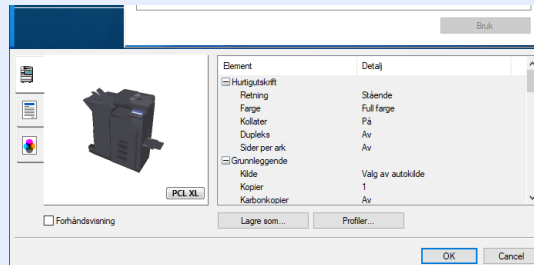 Bruk
Element Detalj
Hurtigutskrift
Retning Stående
Farge Full farge
Kollater På
Dupleks Av
Sider per ark Av
Grunnleggende
Kilde Valg av autokilde
Kopier 1
Karbonkopier Av
PCL XL
Forhåndsvisning Lagre som... Profiler...
OK Cancel